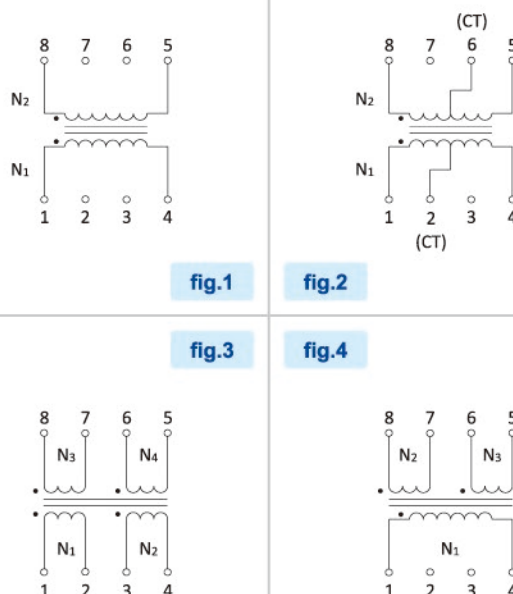 8 7 6 5
N₂
N₁
1 2 3 4
fig.1
(CT)
8 7 6 5
N₂
N₁
1 2 3 4
(CT)
fig.2
fig.3
8 7 6 5
N₃ N₄
N₁ N₂
1 2 3 4
fig.4
8 7 6 5
N₂ N₃
N₁
1 2 3 4